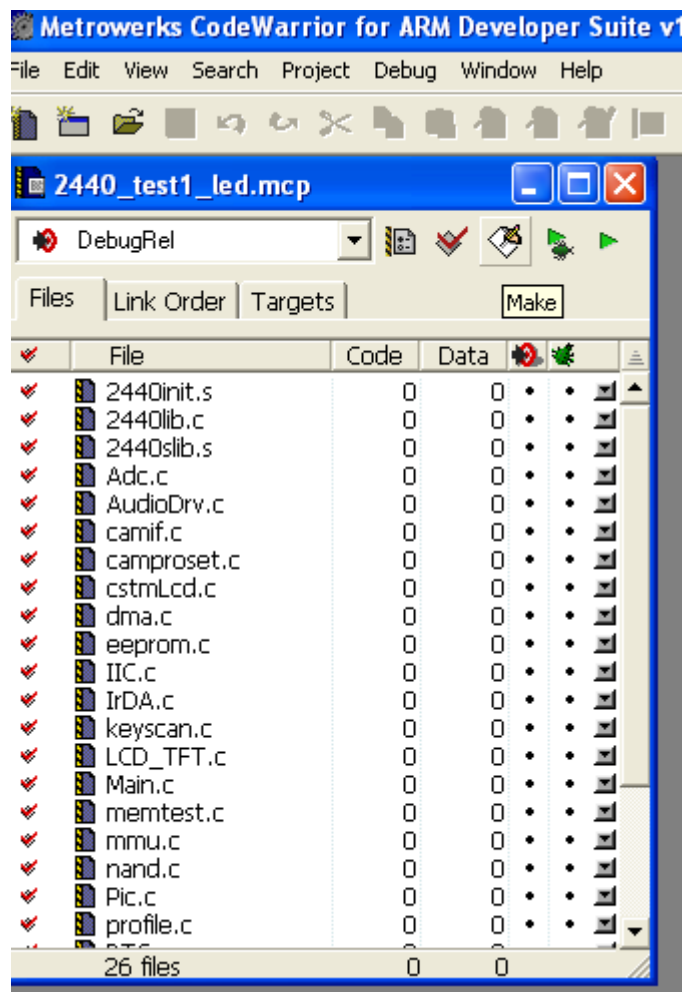 Metrowerks CodeWarrior for ARM Developer Suite v1
File Edit View Search Project Debug Window Help
2440_test1_led.mcp
DebugRel
Files Link Order Targets Make
File Code Data
2440init.s 0 0
2440lib.c 0 0
2440slib.s 0 0
Adc.c 0 0
AudioDrv.c 0 0
camif.c 0 0
camproset.c 0 0
cstmLcd.c 0 0
dma.c 0 0
eeprom.c 0 0
IIC.c 0 0
IrDA.c 0 0
keyscan.c 0 0
LCD_TFT.c 0 0
Main.c 0 0
memtest.c 0 0
mmu.c 0 0
nand.c 0 0
Pic.c 0 0
profile.c 0 0
26 files 0 0